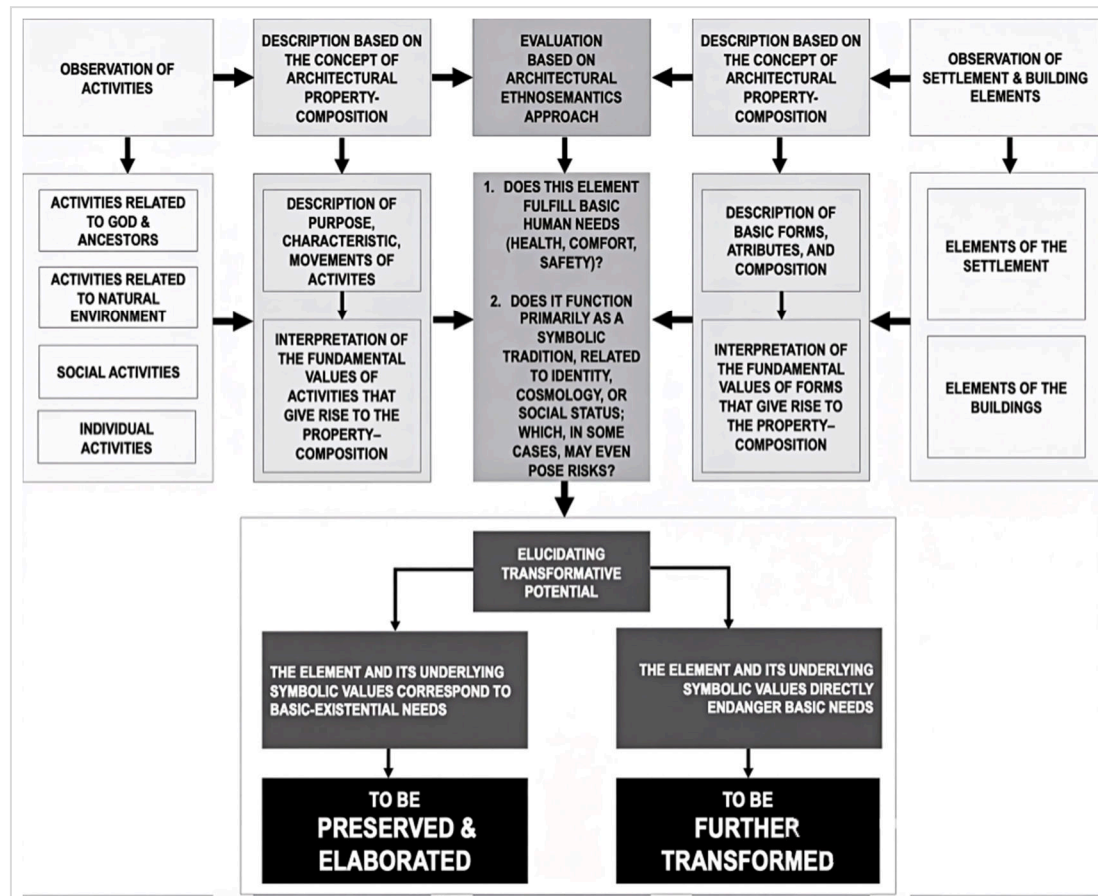 OBSERVATION OF
ACTIVITIES
DESCRIPTION BASED ON
THE CONCEPT OF
ARCHITECTURAL
PROPERTY-
COMPOSITION
EVALUATION
BASED ON
ARCHITECTURAL
ETHNOSEMANTICS
APPROACH
DESCRIPTION BASED ON
THE CONCEPT OF
ARCHITECTURAL
PROPERTY-
COMPOSITION
OBSERVATION OF
SETTLEMENT & BUILDING
ELEMENTS
ACTIVITIES RELATED
TO GOD &
ANCESTORS
ACTIVITIES RELATED
TO NATURAL
ENVIRONMENT
SOCIAL ACTIVITIES
INDIVIDUAL
ACTIVITIES
DESCRIPTION OF
PURPOSE,
CHARACTERISTIC,
MOVEMENTS OF
ACTIVITES
INTERPRETATION OF
THE FUNDAMENTAL
VALUES OF
ACTIVITIES THAT
GIVE RISE TO THE
PROPERTY–
COMPOSITION
1. DOES THIS ELEMENT
FULFILL BASIC
HUMAN NEEDS
(HEALTH, COMFORT,
SAFETY)?
2. DOES IT FUNCTION
PRIMARILY AS A
SYMBOLIC
TRADITION, RELATED
TO IDENTITY,
COSMOLOGY, OR
SOCIAL STATUS;
WHICH, IN SOME
CASES, MAY EVEN
POSE RISKS?
DESCRIPTION OF
BASIC FORMS,
ATRIBUTES, AND
COMPOSITION
INTERPRETATION OF
THE FUNDAMENTAL
VALUES OF FORMS
THAT GIVE RISE TO
THE PROPERTY–
COMPOSITION
ELEMENTS OF THE
SETTLEMENT
ELEMENTS OF THE
BUILDINGS
ELUCIDATING
TRANSFORMATIVE
POTENTIAL
THE ELEMENT AND ITS UNDERLYING
SYMBOLIC VALUES CORRESPOND TO
BASIC-EXISTENTIAL NEEDS
THE ELEMENT AND ITS UNDERLYING
SYMBOLIC VALUES DIRECTLY
ENDANGER BASIC NEEDS
TO BE
PRESERVED &
ELABORATED
TO BE
FURTHER
TRANSFORMED